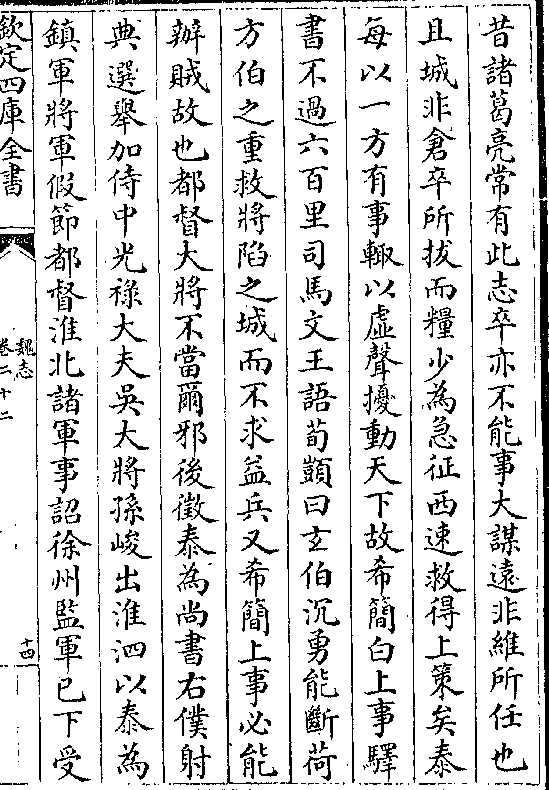 昔諸葛亮常有此志卒亦不能事大謀遠非維所任也
且城非倉卒所拔而糧少為急征西速救得上策矣泰
每以一方有事輙以虛聲擾動天下故希簡白上事驛
書不過六百里司馬文王語荀顗曰玄伯沉勇能斷荷
方伯之重救將陷之城而不求益兵又希簡上事必能
辦賊故也都督大將不當爾邪後徵泰為尚書右僕射
典選舉加侍中光祿大夫吳大將孫峻出淮泗以泰為
鎮軍將軍假節都督淮北諸軍事詔徐州監軍已下受
欽定四庫全書
魏志
卷二十二
十四